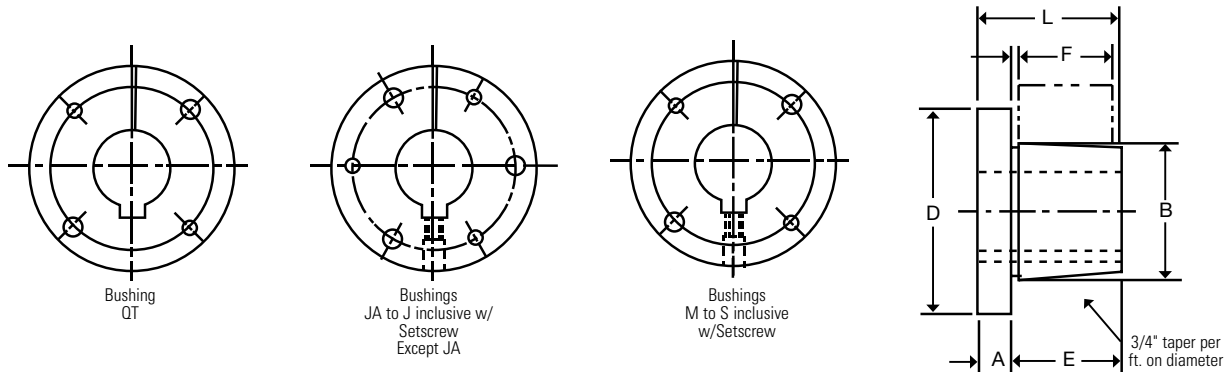 Bushing
QT
Bushings
JA to J inclusive w/
Setscrew
Except JA
Bushings
M to S inclusive
w/Setscrew
L
F
D
B
A
E
3/4" taper per
ft. on diameter